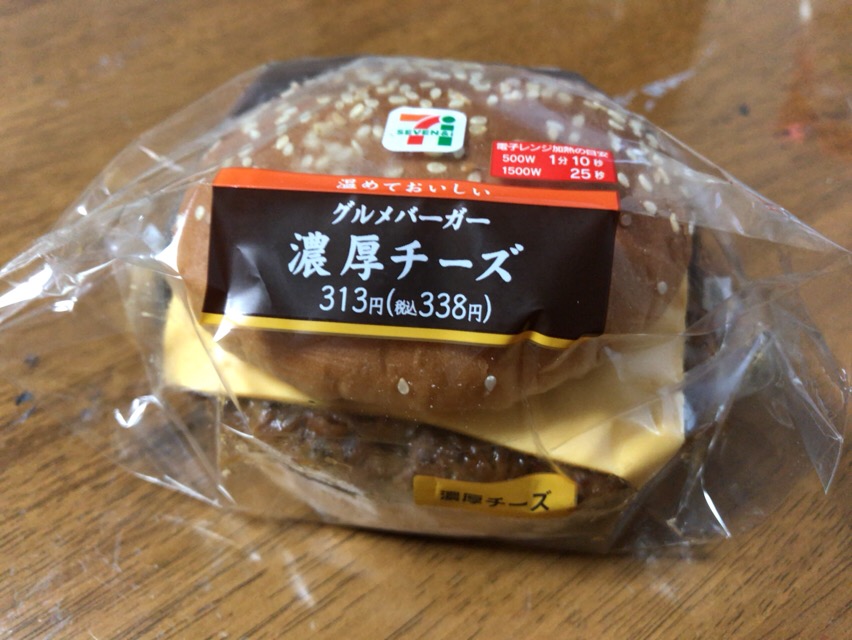 SEVEN&i
電子レンジ加熱の目安
500W 1分10秒
1500W 25秒
温めておいしい
グルメバーガー
濃厚チーズ
313円(税込338円)
濃厚チーズ